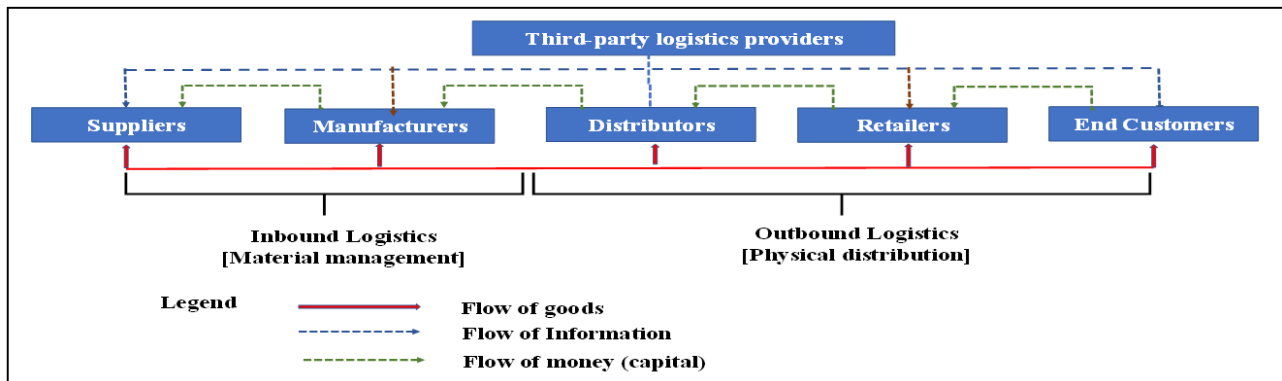 Third-party logistics providers
Suppliers
Manufacturers
Distributors
Retailers
End Customers
Inbound Logistics
[Material management]
Outbound Logistics
[Physical distribution]
Legend
Flow of goods
Flow of Information
Flow of money (capital)